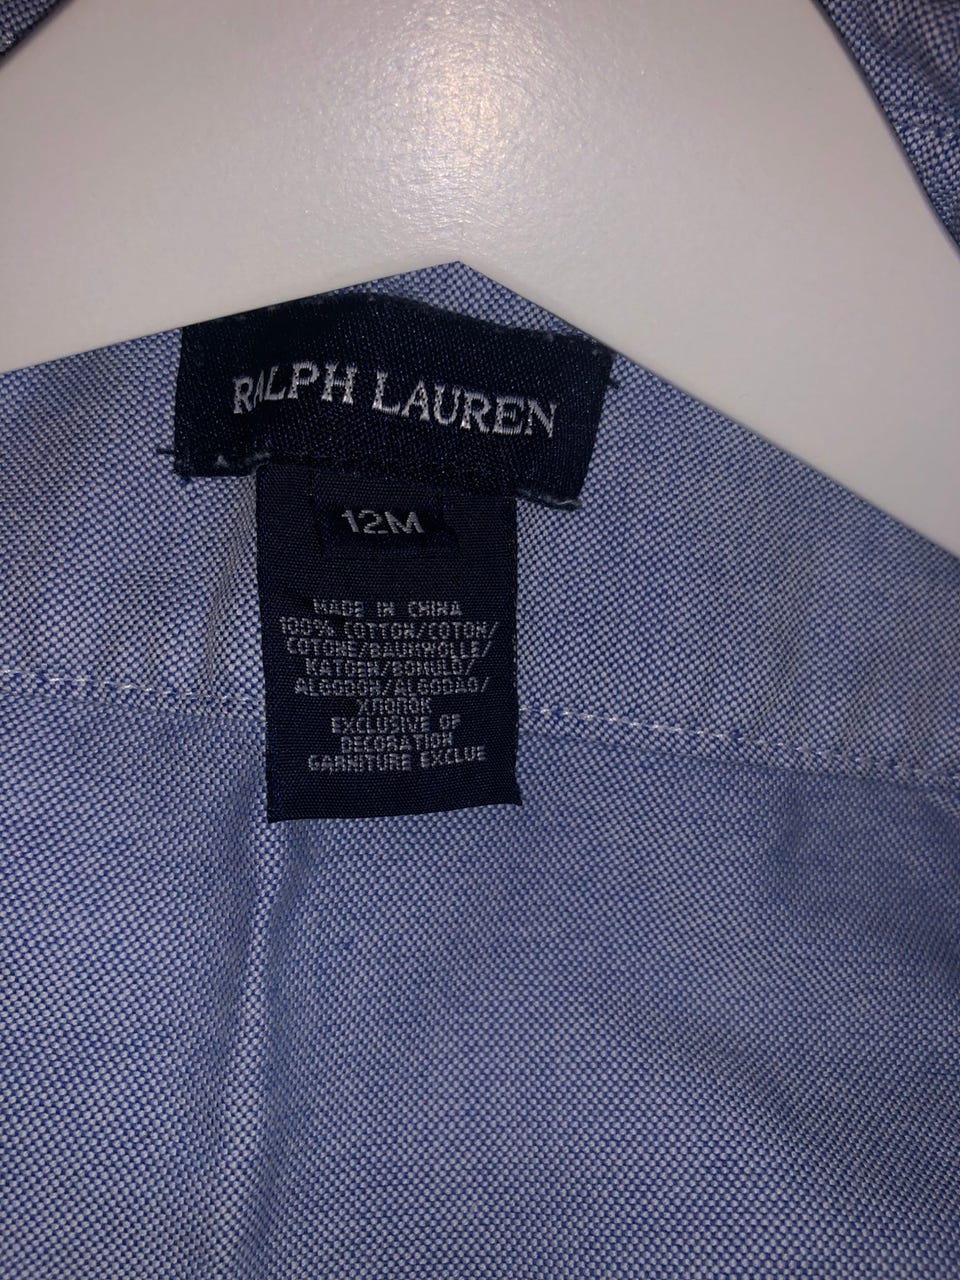 RALPH LAUREN
12M
MADE IN CHINA
100% COTTON/COTON/
COTONE/BAUMWOLLE/
KATOEN/BOMULD/
ALGODON/ALGODAO/
ХЛОПОК
EXCLUSIVE OF
DECORATION
GARNITURE EXCLUE